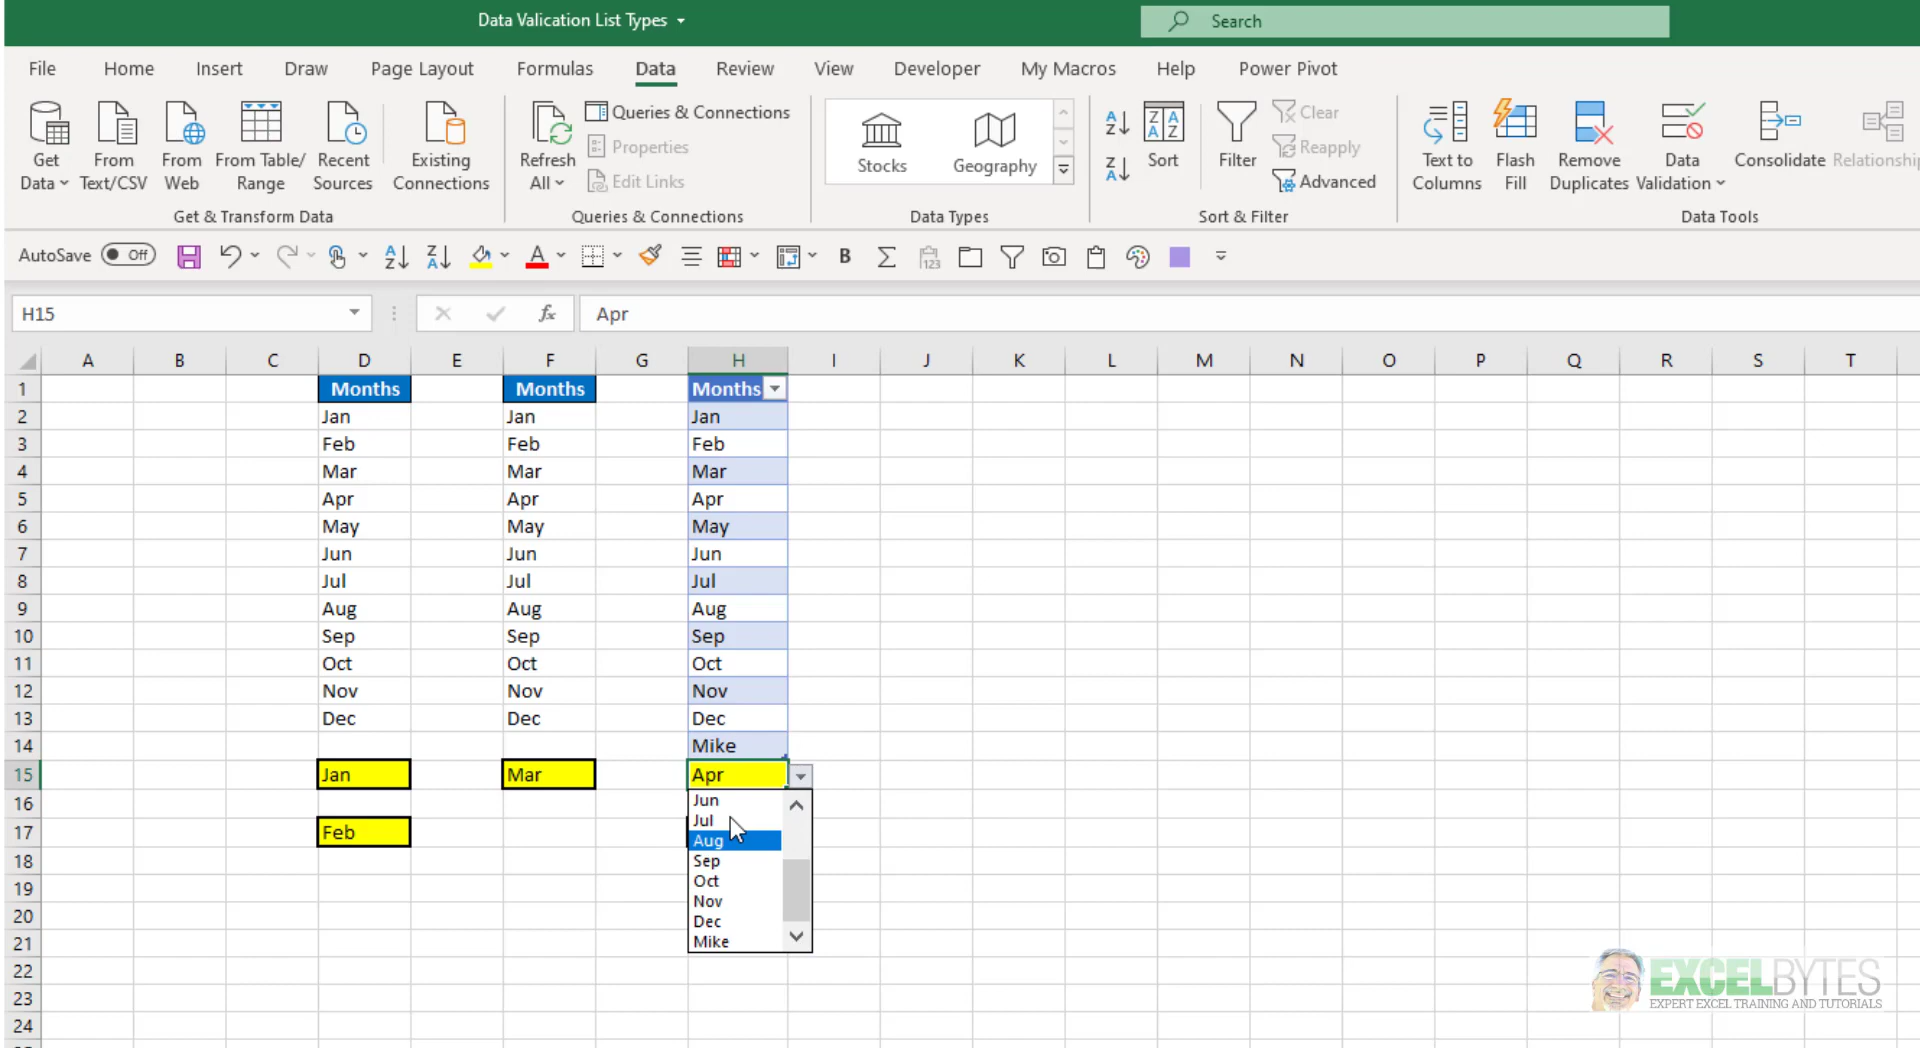 Data Valication List Types
Search
File Home Insert Draw Page Layout Formulas Data Review View Developer My Macros Help Power Pivot
Get Data
From Text/CSV
From Web
From Table/ Range
Recent Sources
Existing Connections
Get & Transform Data
Refresh All
Queries & Connections
Properties
Edit Links
Queries & Connections
Stocks
Geography
Data Types
Sort
Filter
Clear
Reapply
Advanced
Sort & Filter
Text to Columns
Flash Fill
Remove Duplicates
Data Validation
Consolidate
Relationshi
Data Tools
AutoSave Off
H15
fx
Apr
A B C D E F G H I J K L M N O P Q R S T
1 Months Months Months
2 Jan Jan Jan
3 Feb Feb Feb
4 Mar Mar Mar
5 Apr Apr Apr
6 May May May
7 Jun Jun Jun
8 Jul Jul Jul
9 Aug Aug Aug
10 Sep Sep Sep
11 Oct Oct Oct
12 Nov Nov Nov
13 Dec Dec Dec
14 Mike
15 Jan Mar Apr
16
17 Feb
18
19
20
21
22
23
24
Jun
Jul
Aug
Sep
Oct
Nov
Dec
Mike
EXCELBYTES
EXPERT EXCEL TRAINING AND TUTORIALS